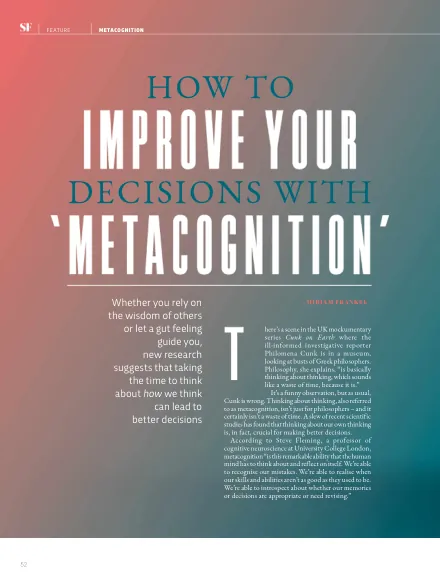 SF
FEATURE
METACOGNITION
HOW TO
IMPROVE YOUR
DECISIONS WITH
‘METACOGNITION’
Whether you rely on
the wisdom of others
or let a gut feeling
guide you,
new research
suggests that taking
the time to think
about how we think
can lead to
better decisions
MIRIAM FRANKEL
There's a scene in the UK mockumentary
series Cunk on Earth where the
ill-informed investigative reporter
Philomena Cunk is in a museum,
looking at busts of Greek philosophers.
Philosophy, she explains, "is basically
thinking about thinking, which sounds
like a waste of time, because it is."
It's a funny observation, but as usual,
Cunk is wrong. Thinking about thinking, also referred
to as metacognition, isn't just for philosophers – and it
certainly isn't a waste of time. A slew of recent scientific
studies has found that thinking about our own thinking
is, in fact, crucial for making better decisions.
According to Steve Fleming, a professor of
cognitive neuroscience at University College London,
metacognition "is this remarkable ability that the human
mind has to think about and reflect on itself. We're able
to recognise our mistakes. We're able to realise when
our skills and abilities aren't as good as they used to be.
We're able to introspect about whether our memories
or decisions are appropriate or need revising."
52